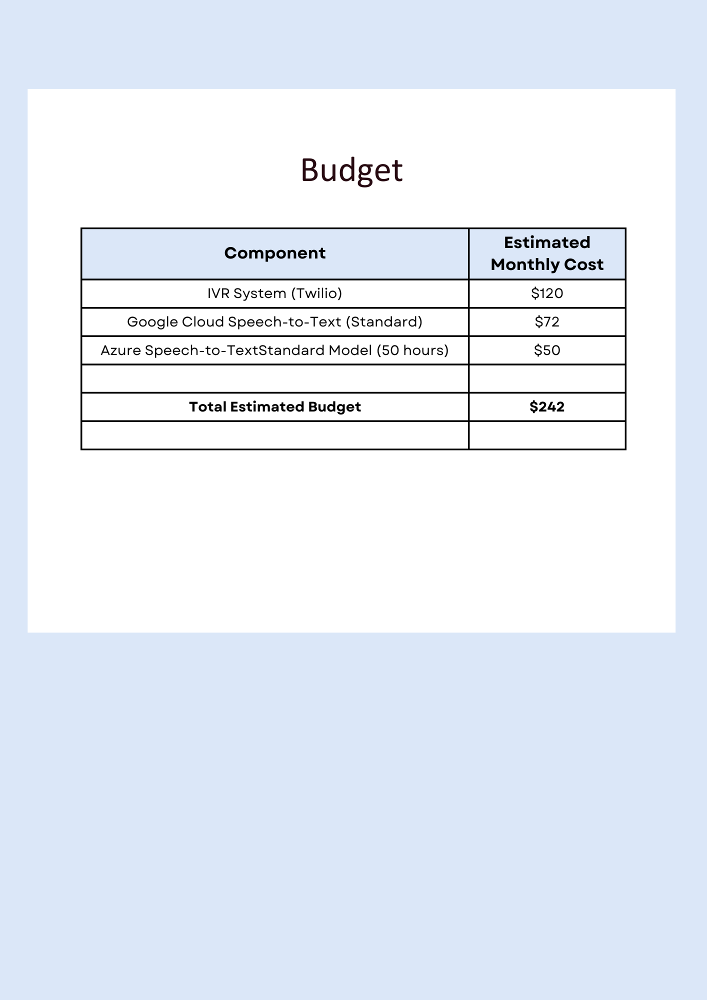 Budget
Component
Estimated
Monthly Cost
IVR System (Twilio)
$120
Google Cloud Speech-to-Text (Standard)
$72
Azure Speech-to-TextStandard Model (50 hours)
$50
Total Estimated Budget
$242